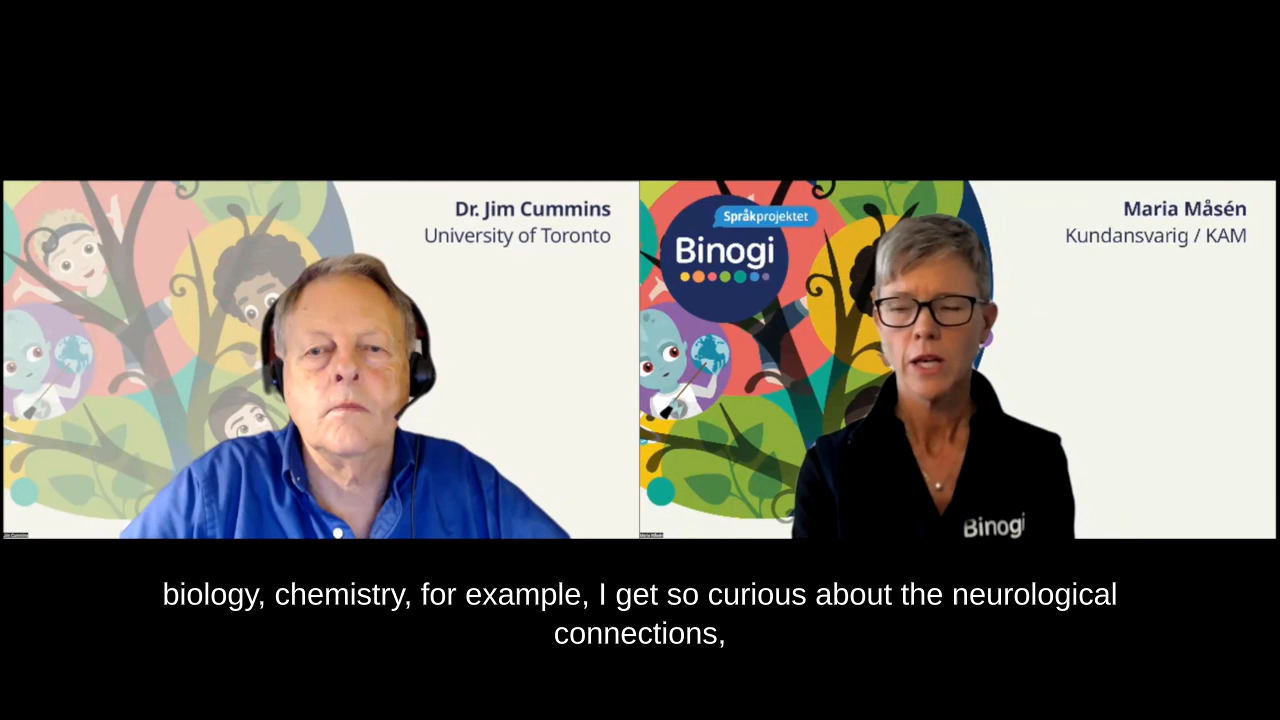 Dr. Jim Cummins
University of Toronto
Språkprojektet
Binogi
Maria Måsén
Kundansvarig / KAM
Binogi
biology, chemistry, for example, I get so curious about the neurological
connections,